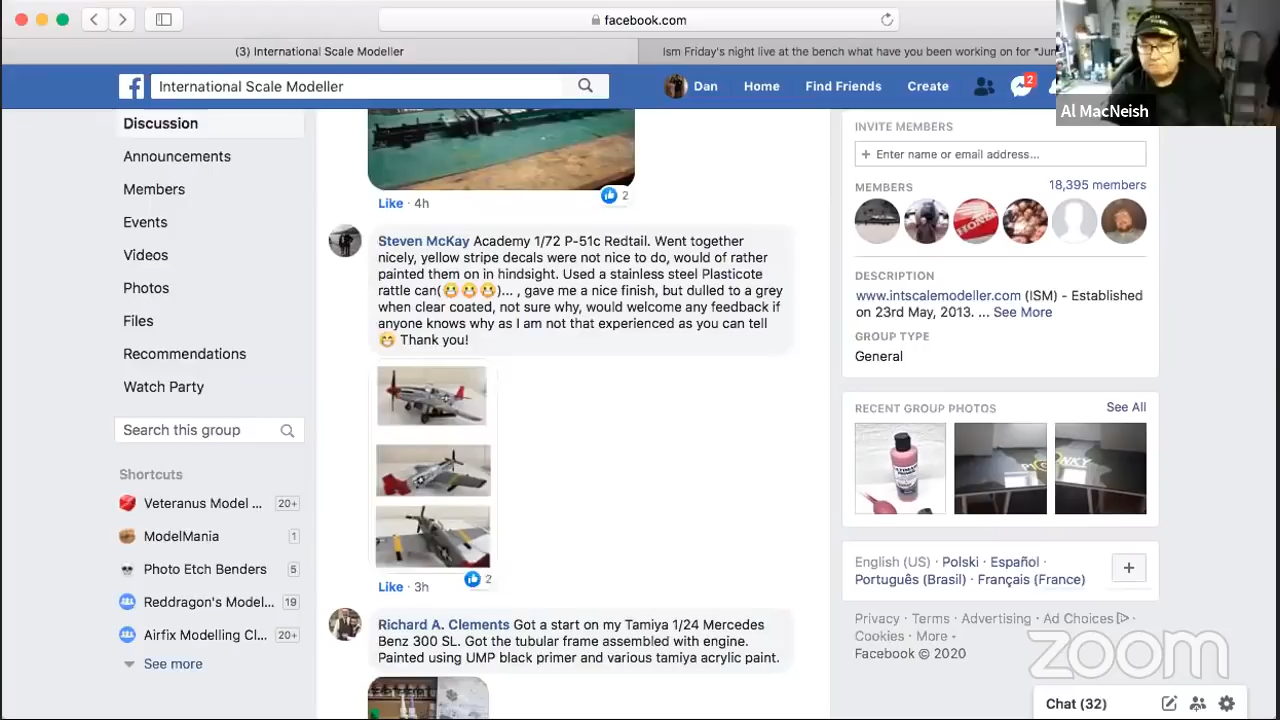 facebook.com
(3) International Scale Modeller
Ism Friday's night live at the bench what have you been working on for
International Scale Modeller
Dan
Home
Find Friends
Create
2
Al MacNeish
Discussion
Announcements
Members
Events
Videos
Photos
Files
Recommendations
Watch Party
Search this group
Shortcuts
Veteranus Model ... 20+
ModelMania 1
Photo Etch Benders 5
Reddragon's Model... 19
Airfix Modelling Cl... 20+
See more
Like · 4h
2
Steven McKay Academy 1/72 P-51c Redtail. Went together
nicely, yellow stripe decals were not nice to do, would of rather
painted them on in hindsight. Used a stainless steel Plasticote
rattle can(😁😁😁)... , gave me a nice finish, but dulled to a grey
when clear coated, not sure why, would welcome any feedback if
anyone knows why as I am not that experienced as you can tell
😁 Thank you!
Like · 3h
2
Richard A. Clements Got a start on my Tamiya 1/24 Mercedes
Benz 300 SL. Got the tubular frame assembled with engine.
Painted using UMP black primer and various tamiya acrylic paint.
INVITE MEMBERS
+ Enter name or email address...
MEMBERS
18,395 members
HONDA
DESCRIPTION
www.intscalemodeller.com (ISM) - Established
on 23rd May, 2013. ... See More
GROUP TYPE
General
RECENT GROUP PHOTOS
See All
English (US) · Polski · Español ·
Português (Brasil) · Français (France)
Privacy · Terms · Advertising · Ad Choices ·
Cookies · More
Facebook © 2020
zoom
Chat (32)